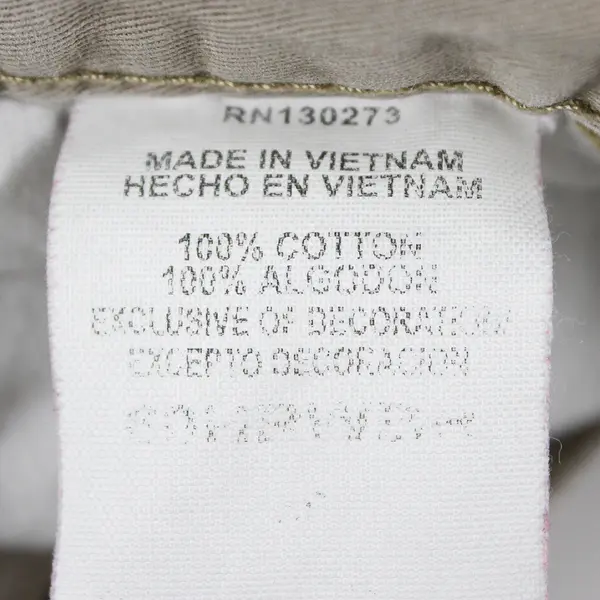 RN130273
MADE IN VIETNAM
HECHO EN VIETNAM
100% COTTON
100% ALGODON
EXCLUSIVE OF DECORATION
EXCEPTO DECORACION